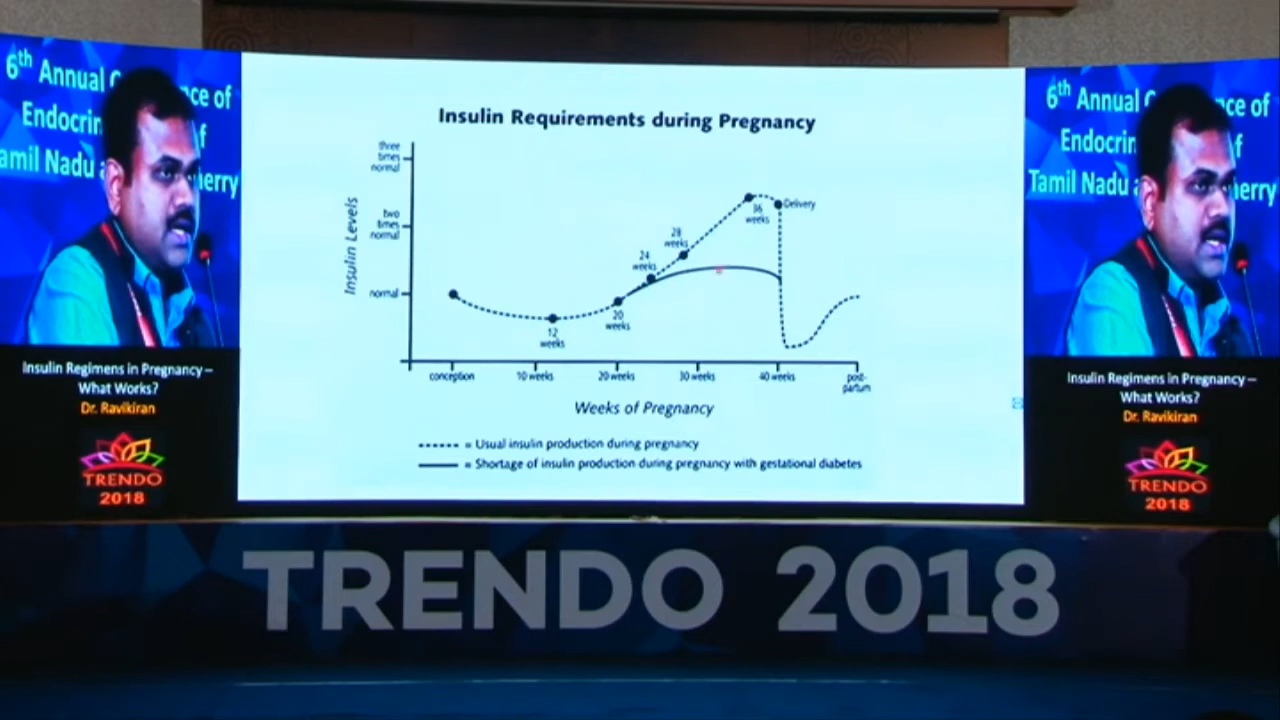 6th Annual
nce of
Endocrin
f
amil Nadu
herry
Insulin Regimens in Pregnancy –
What Works?
Dr. Ravikiran
TRENDO
2018
Insulin Requirements during Pregnancy
Insulin Levels
three
times
normal
two
times
normal
normal
12
weeks
20
weeks
24
weeks
28
weeks
36
weeks
Delivery
conception
10 weeks
20 weeks
30 weeks
40 weeks
post-
partum
Weeks of Pregnancy
= Usual insulin production during pregnancy
= Shortage of insulin production during pregnancy with gestational diabetes
6th Annual
nce of
Endocrin
f
Tamil Nadu
herry
Insulin Regimens in Pregnancy –
What Works?
Dr. Ravikiran
TRENDO
2018
TRENDO 2018